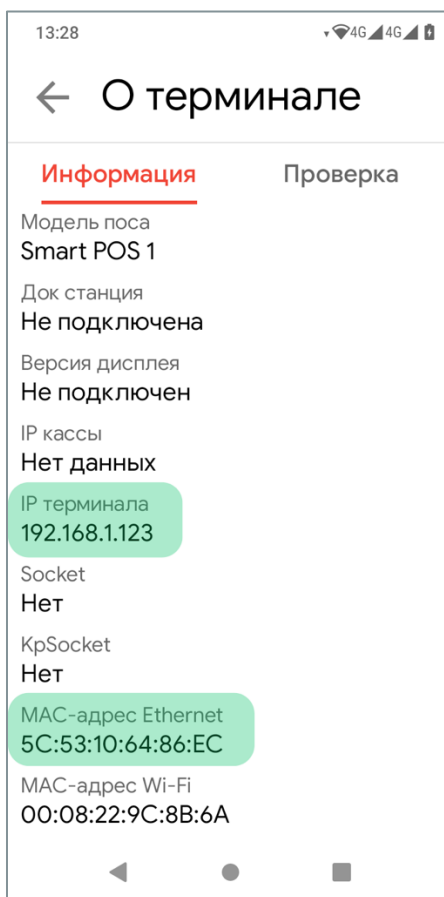 13:28
4G 4G
О терминале
Информация Проверка
Модель поса
Smart POS 1
Док станция
Не подключена
Версия дисплея
Не подключен
IP кассы
Нет данных
IP терминала
192.168.1.123
Socket
Нет
KpSocket
Нет
MAC-адрес Ethernet
5C:53:10:64:86:EC
MAC-адрес Wi-Fi
00:08:22:9C:8B:6A